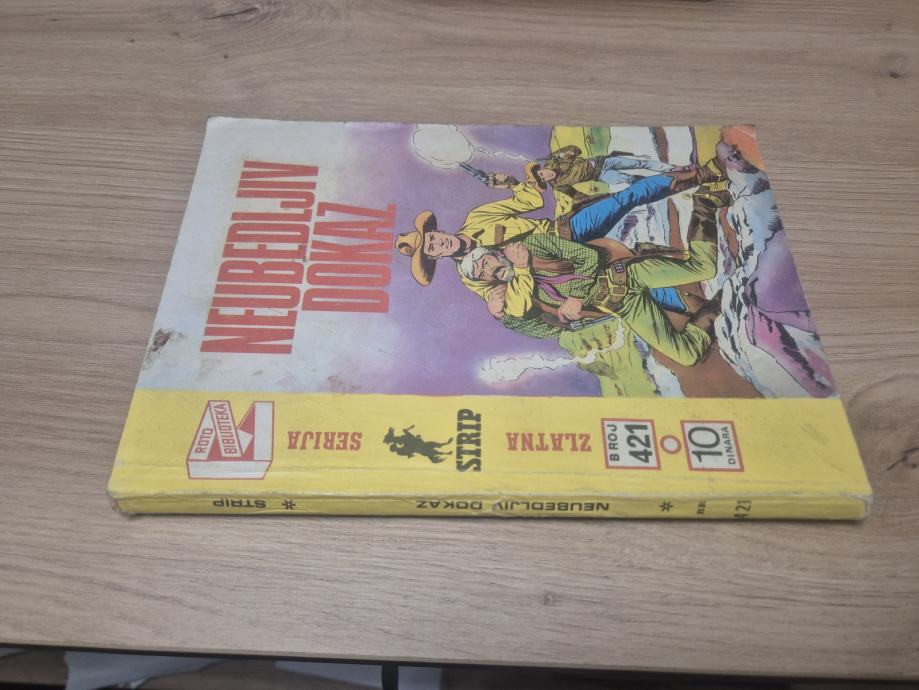 NEUBEDLJIV
DOKAZ
ROTO
BIBLIOTEKA
SERIJA
STRIP
ZLATNA
BROJ
421
10
DINARA
STRIP * NEUBEDLJIV DOKAZ * 421